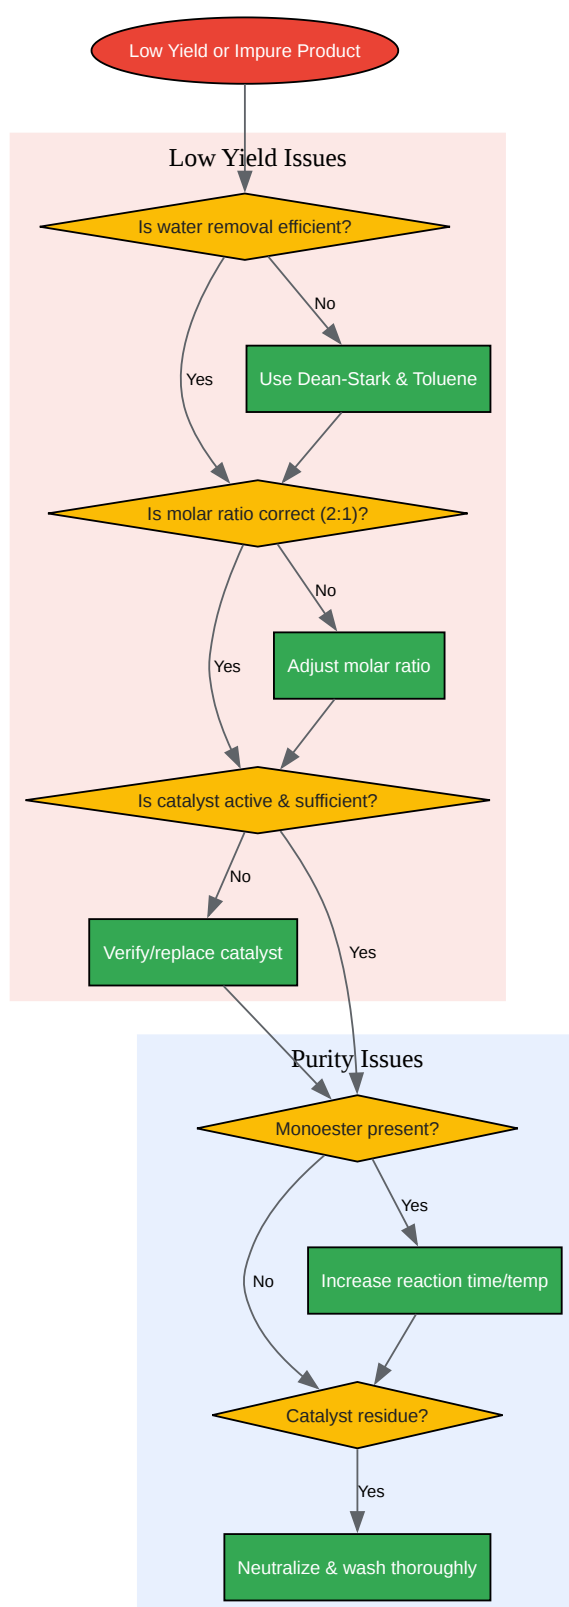 Low Yield or Impure Product
Low Yield Issues
Is water removal efficient?
No
Yes
Use Dean-Stark & Toluene
Is molar ratio correct (2:1)?
No
Yes
Adjust molar ratio
Is catalyst active & sufficient?
No
Verify/replace catalyst
Yes
Purity Issues
Monoester present?
Yes
No
Increase reaction time/temp
Catalyst residue?
Yes
Neutralize & wash thoroughly